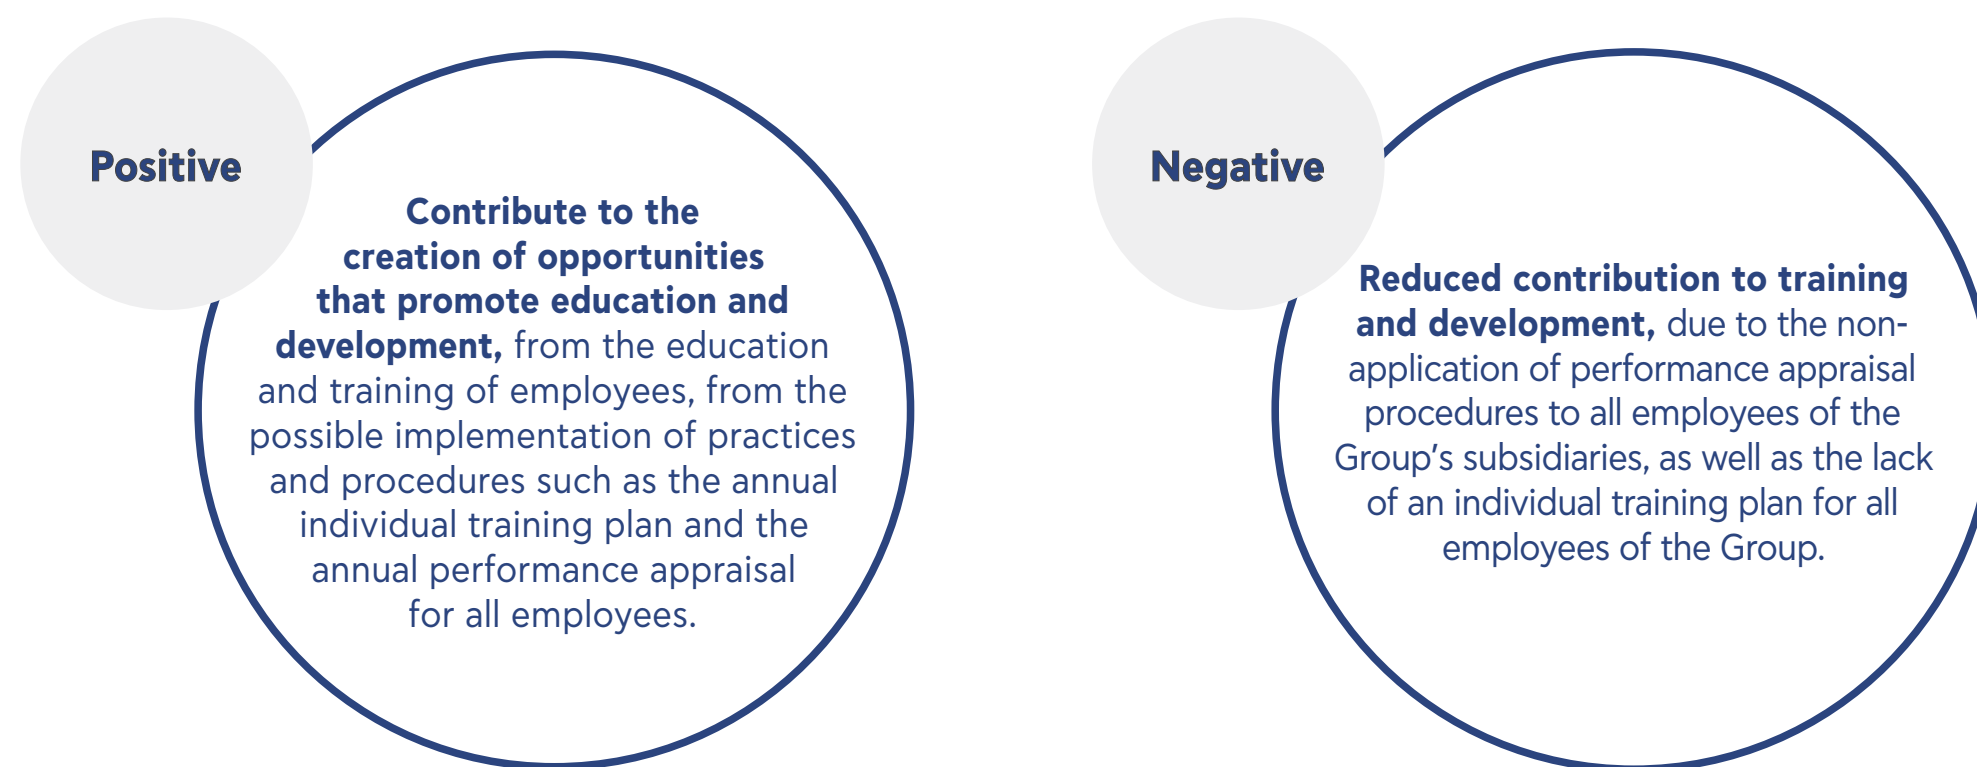 Positive
Contribute to the
creation of opportunities
that promote education and
development, from the education
and training of employees, from the
possible implementation of practices
and procedures such as the annual
individual training plan and the
annual performance appraisal
for all employees.
Negative
Reduced contribution to training
and development, due to the non-
application of performance appraisal
procedures to all employees of the
Group’s subsidiaries, as well as the lack
of an individual training plan for all
employees of the Group.